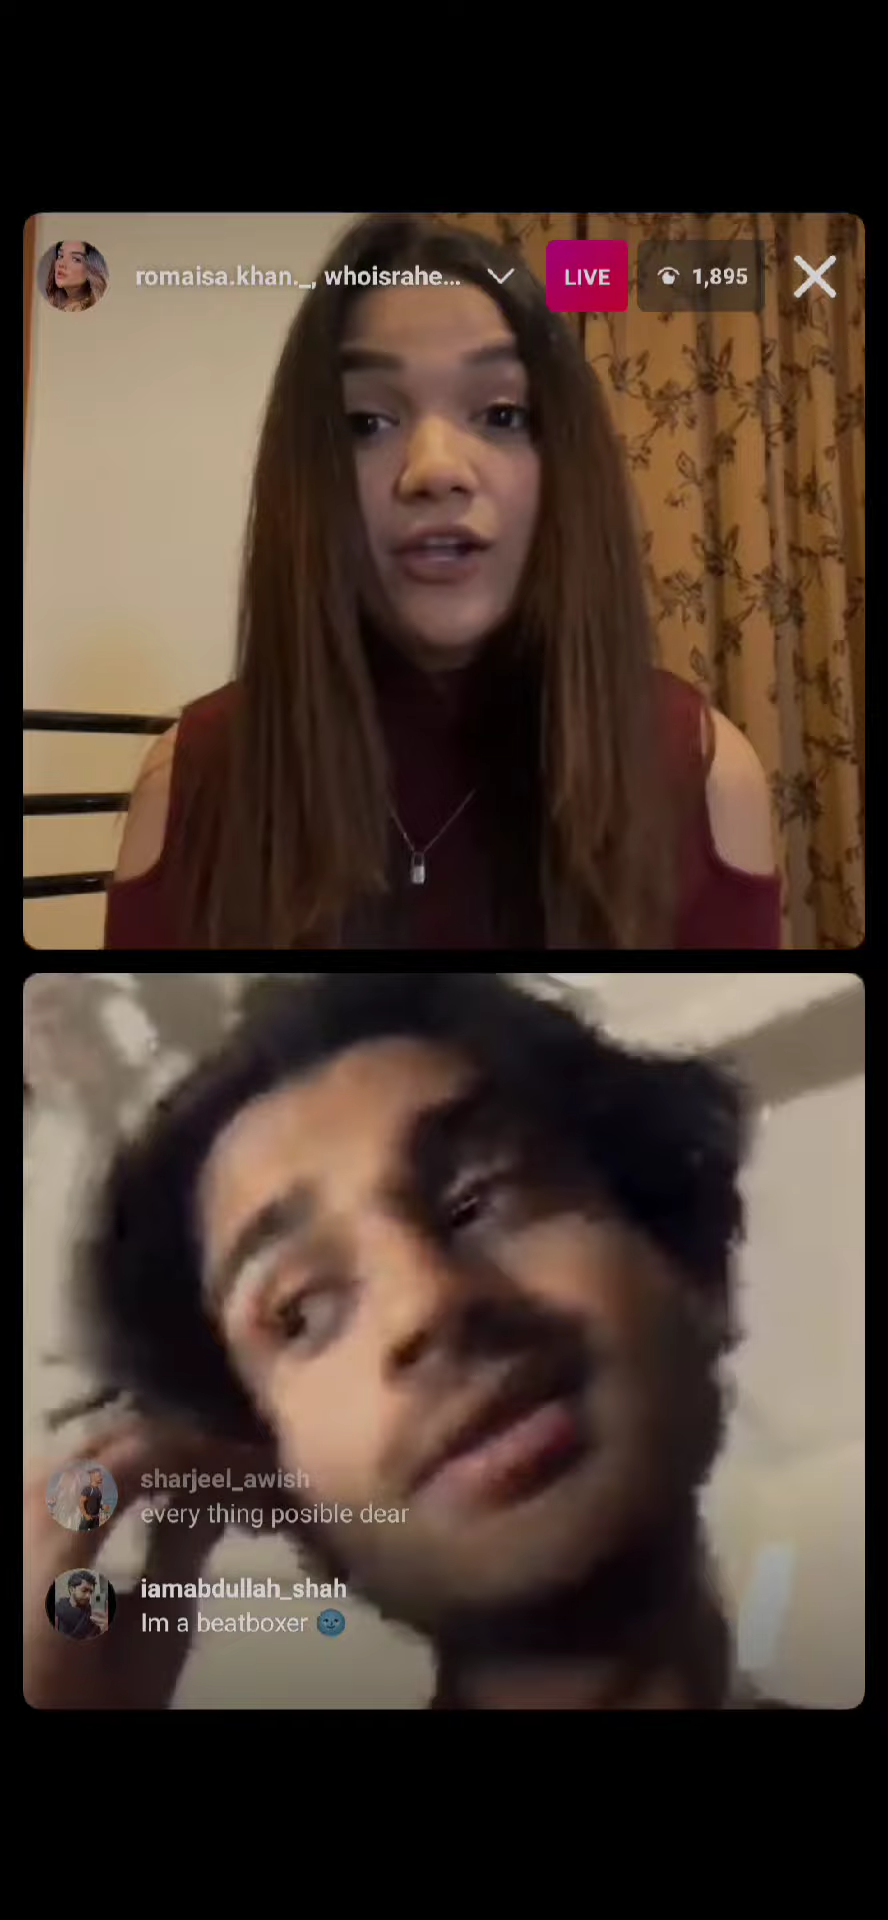 romaisa.khan._, whoisrahe... LIVE 1,895
sharjeel_awish
every thing posible dear
iamabdullah_shah
Im a beatboxer 🌚